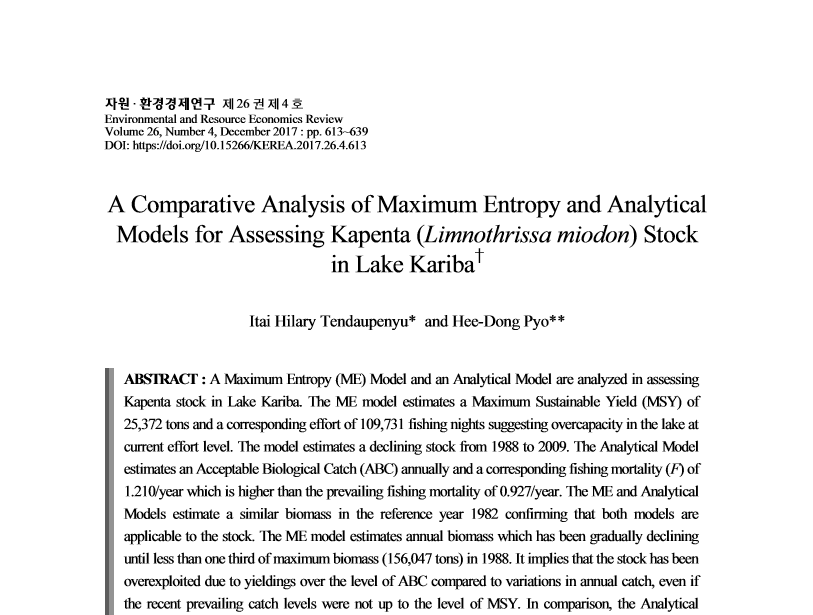 자원·환경경제연구 제26권 제4호
Environmental and Resource Economics Review
Volume 26, Number 4, December 2017 : pp. 613~639
DOI: https://doi.org/10.15266/KEREA.2017.26.4.613
A Comparative Analysis of Maximum Entropy and Analytical
Models for Assessing Kapenta (Limnothrissa miodon) Stock
in Lake Kariba†
Itai Hilary Tendaupenyu* and Hee-Dong Pyo**
ABSTRACT : A Maximum Entropy (ME) Model and an Analytical Model are analyzed in assessing
Kapenta stock in Lake Kariba. The ME model estimates a Maximum Sustainable Yield (MSY) of
25,372 tons and a corresponding effort of 109,731 fishing nights suggesting overcapacity in the lake at
current effort level. The model estimates a declining stock from 1988 to 2009. The Analytical Model
estimates an Acceptable Biological Catch (ABC) annually and a corresponding fishing mortality (F) of
1.210/year which is higher than the prevailing fishing mortality of 0.927/year. The ME and Analytical
Models estimate a similar biomass in the reference year 1982 confirming that both models are
applicable to the stock. The ME model estimates annual biomass which has been gradually declining
until less than one third of maximum biomass (156,047 tons) in 1988. It implies that the stock has been
overexploited due to yieldings over the level of ABC compared to variations in annual catch, even if
the recent prevailing catch levels were not up to the level of MSY. In comparison, the Analytical